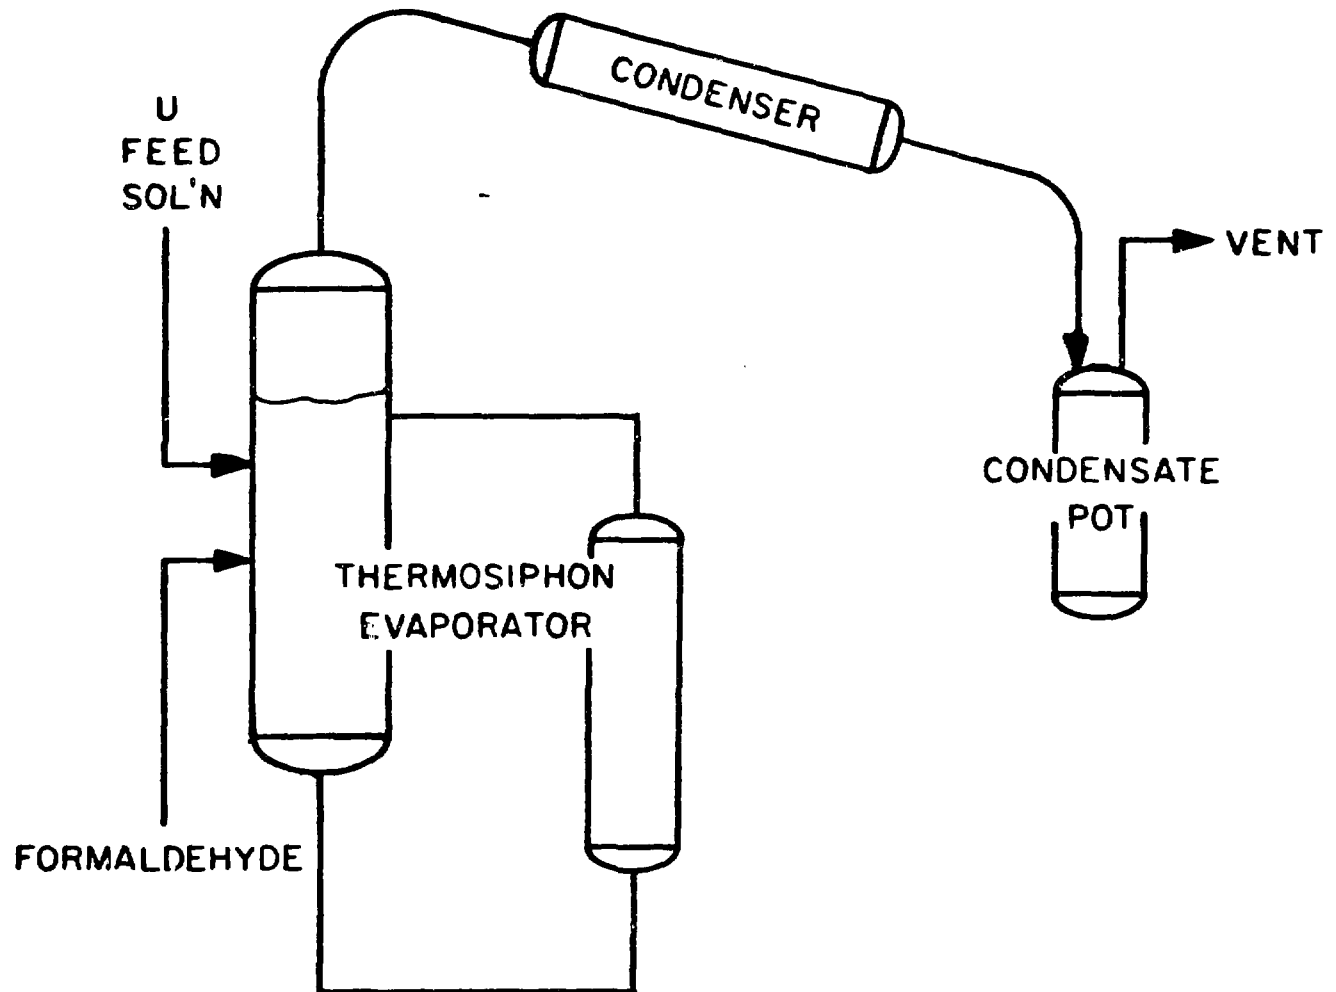 CONDENSER
U
FEED
SOL'N
VENT
CONDENSATE
POT
THERMOSIPHON
EVAPORATOR
FORMALDEHYDE